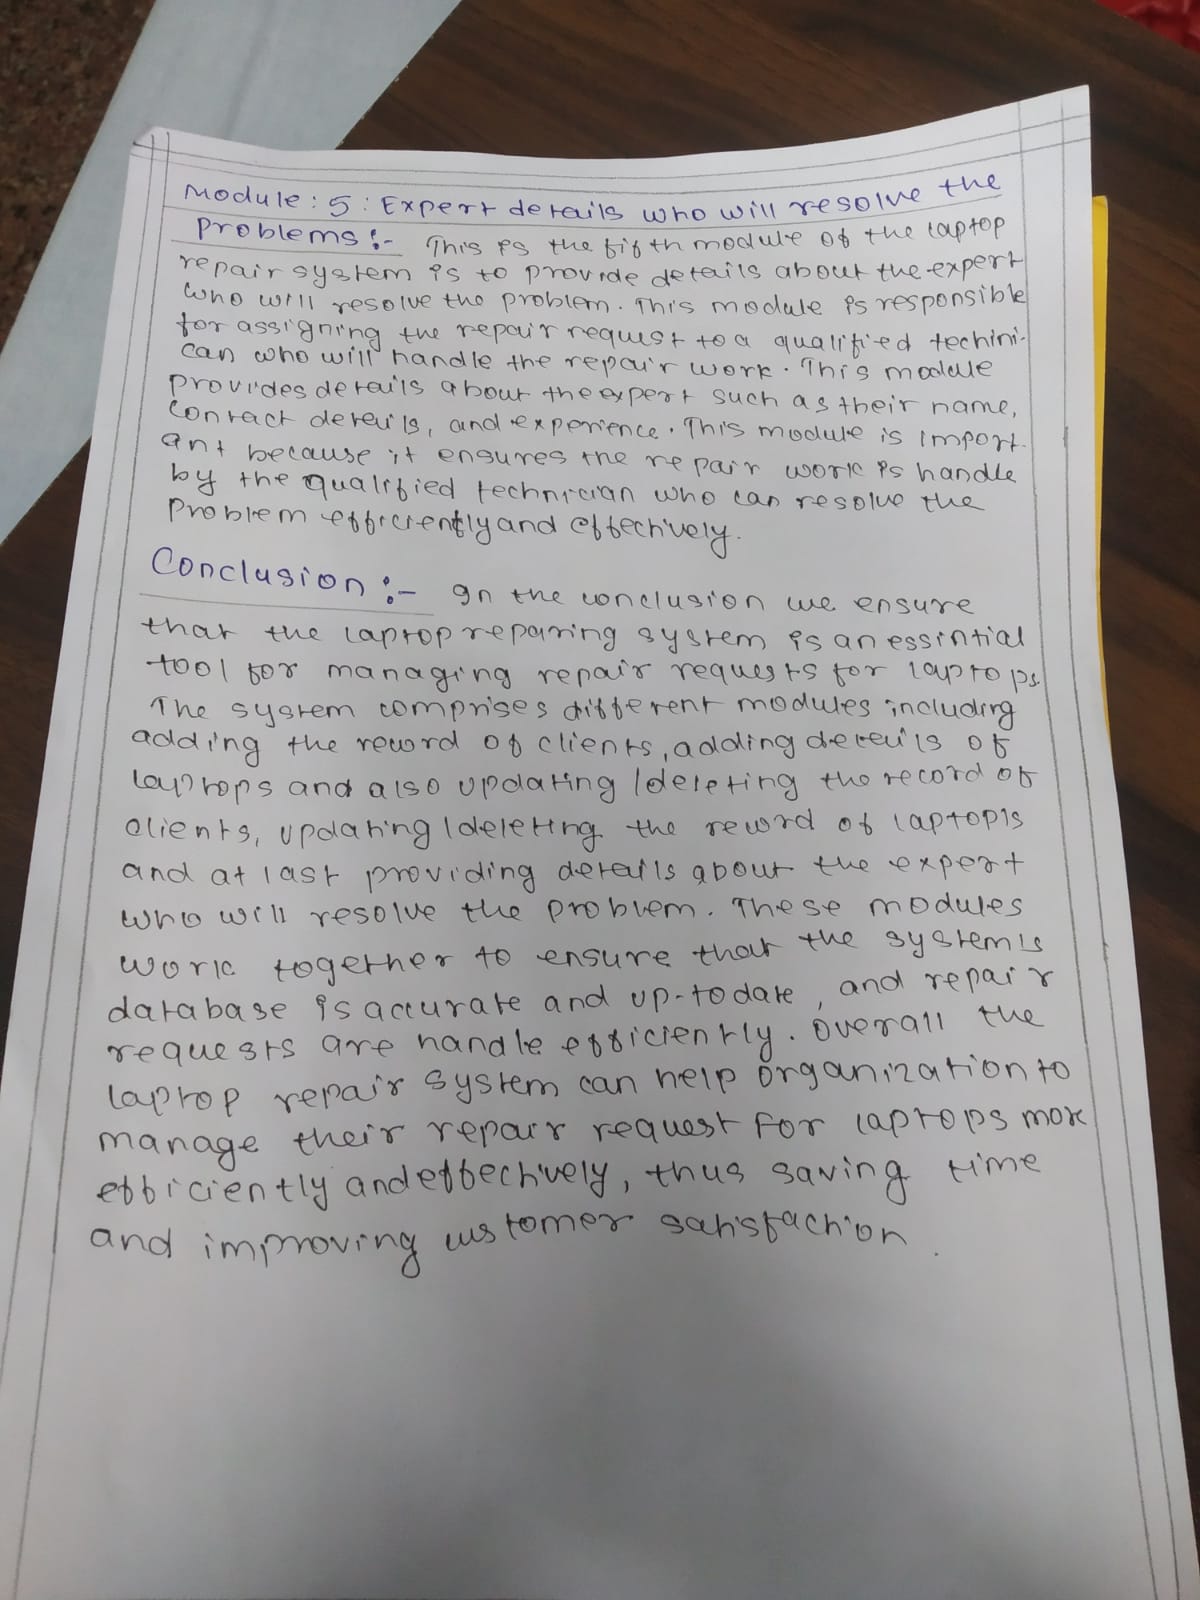 Module : 5 : Expert details who will resolve the
Problems :- This is the fifth module of the laptop
repair system is to provide details about the expert
who will resolve the problem. This module is responsible
for assigning the repair request to a qualified techini-
can who will handle the repair work. This module
provides details about the expert such as their name,
contact details, and experience. This module is import-
ant because it ensures the repair work is handle
by the qualified technician who can resolve the
problem efficiently and effectively.
Conclusion :- In the conclusion we ensure
that the laptop reparing system is an essintial
tool for managing repair requests for laptops.
The system comprises different modules including
adding the record of clients, adding details of
laptops and also updating /deleting the record of
clients, updating /deleting the record of laptopis
and at last providing details about the expert
who will resolve the problem. These modules
work together to ensure that the systemis
database is accurate and up-to date, and repair
requests are handle efficiently. Overall the
laptop repair system can help organization to
manage their repair request for laptops more
efficiently and effectively, thus saving time
and improving customer satisfaction.